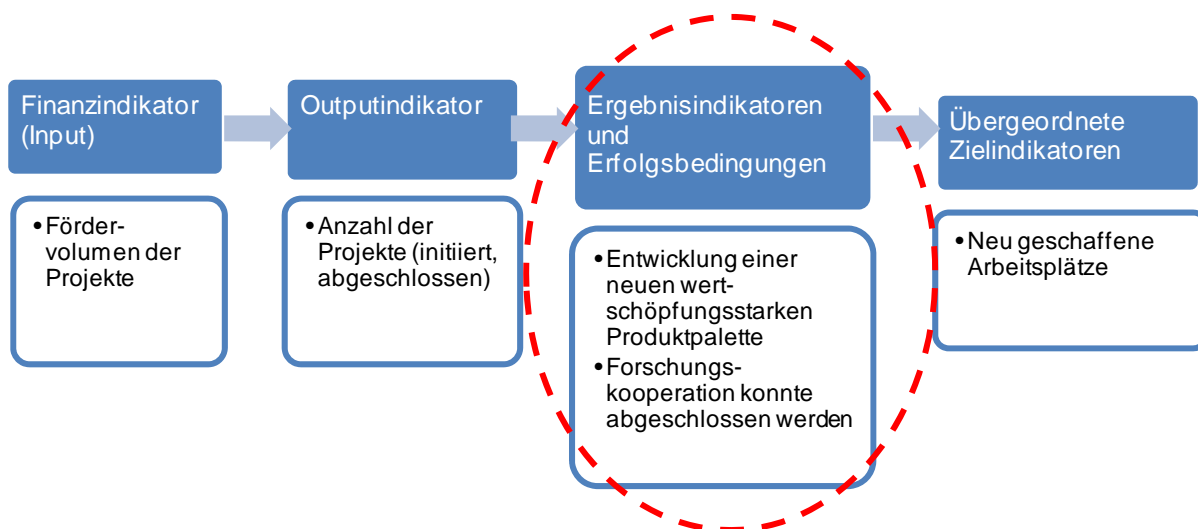 Finanzindikator
(Input)
•Förder-
volumen der
Projekte
Outputindikator
•Anzahl der
Projekte (initiiert,
abgeschlossen)
Ergebnisindikatoren
und
Erfolgsbedingungen
•Entwicklung einer
neuen wert-
schöpfungsstarken
Produktpalette
•Forschungs-
kooperation konnte
abgeschlossen werden
Übergeordnete
Zielindikatoren
•Neu geschaffene
Arbeitsplätze